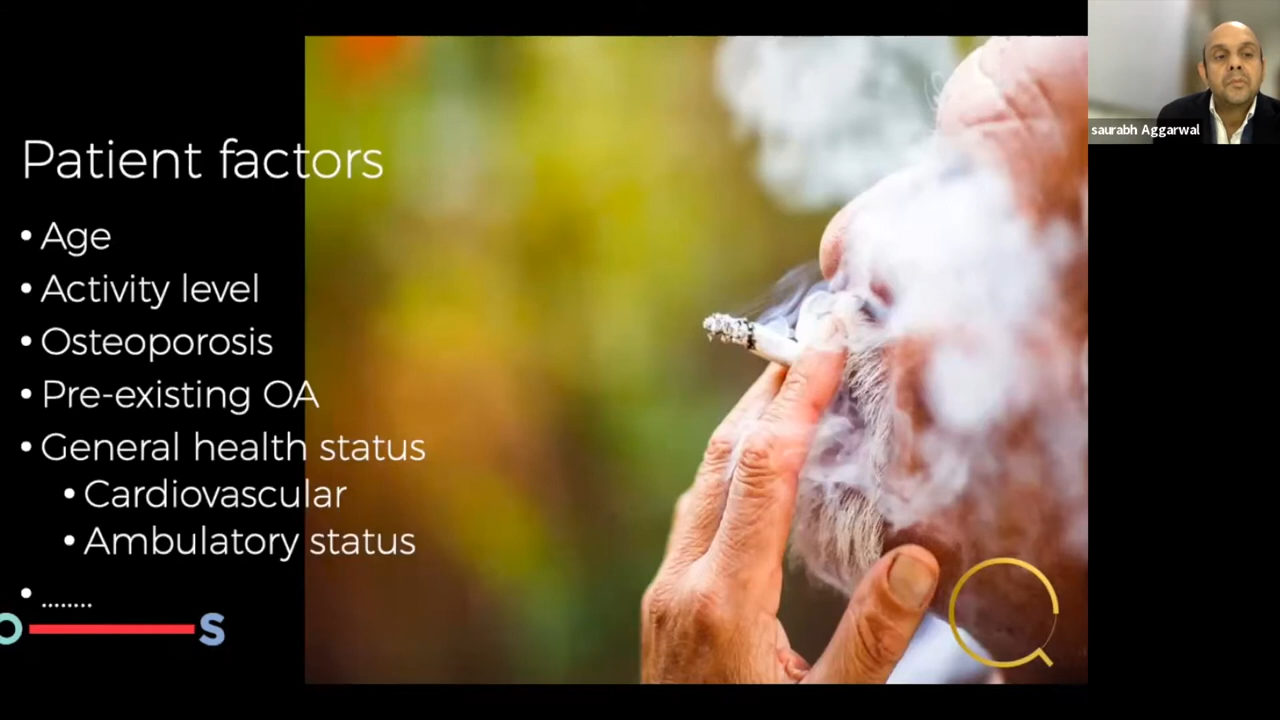 Patient factors
• Age
• Activity level
• Osteoporosis
• Pre-existing OA
• General health status
• Cardiovascular
• Ambulatory status
• ........
O S
saurabh Aggarwal